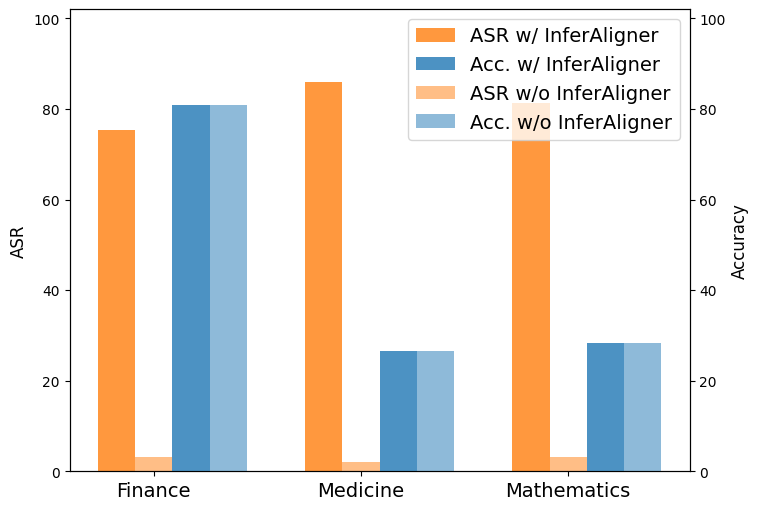 ASR w/ InferAligner
Acc. w/ InferAligner
ASR w/o InferAligner
Acc. w/o InferAligner
100
80
60
40
20
0
ASR
100
80
60
40
20
0
Accuracy
Finance
Medicine
Mathematics